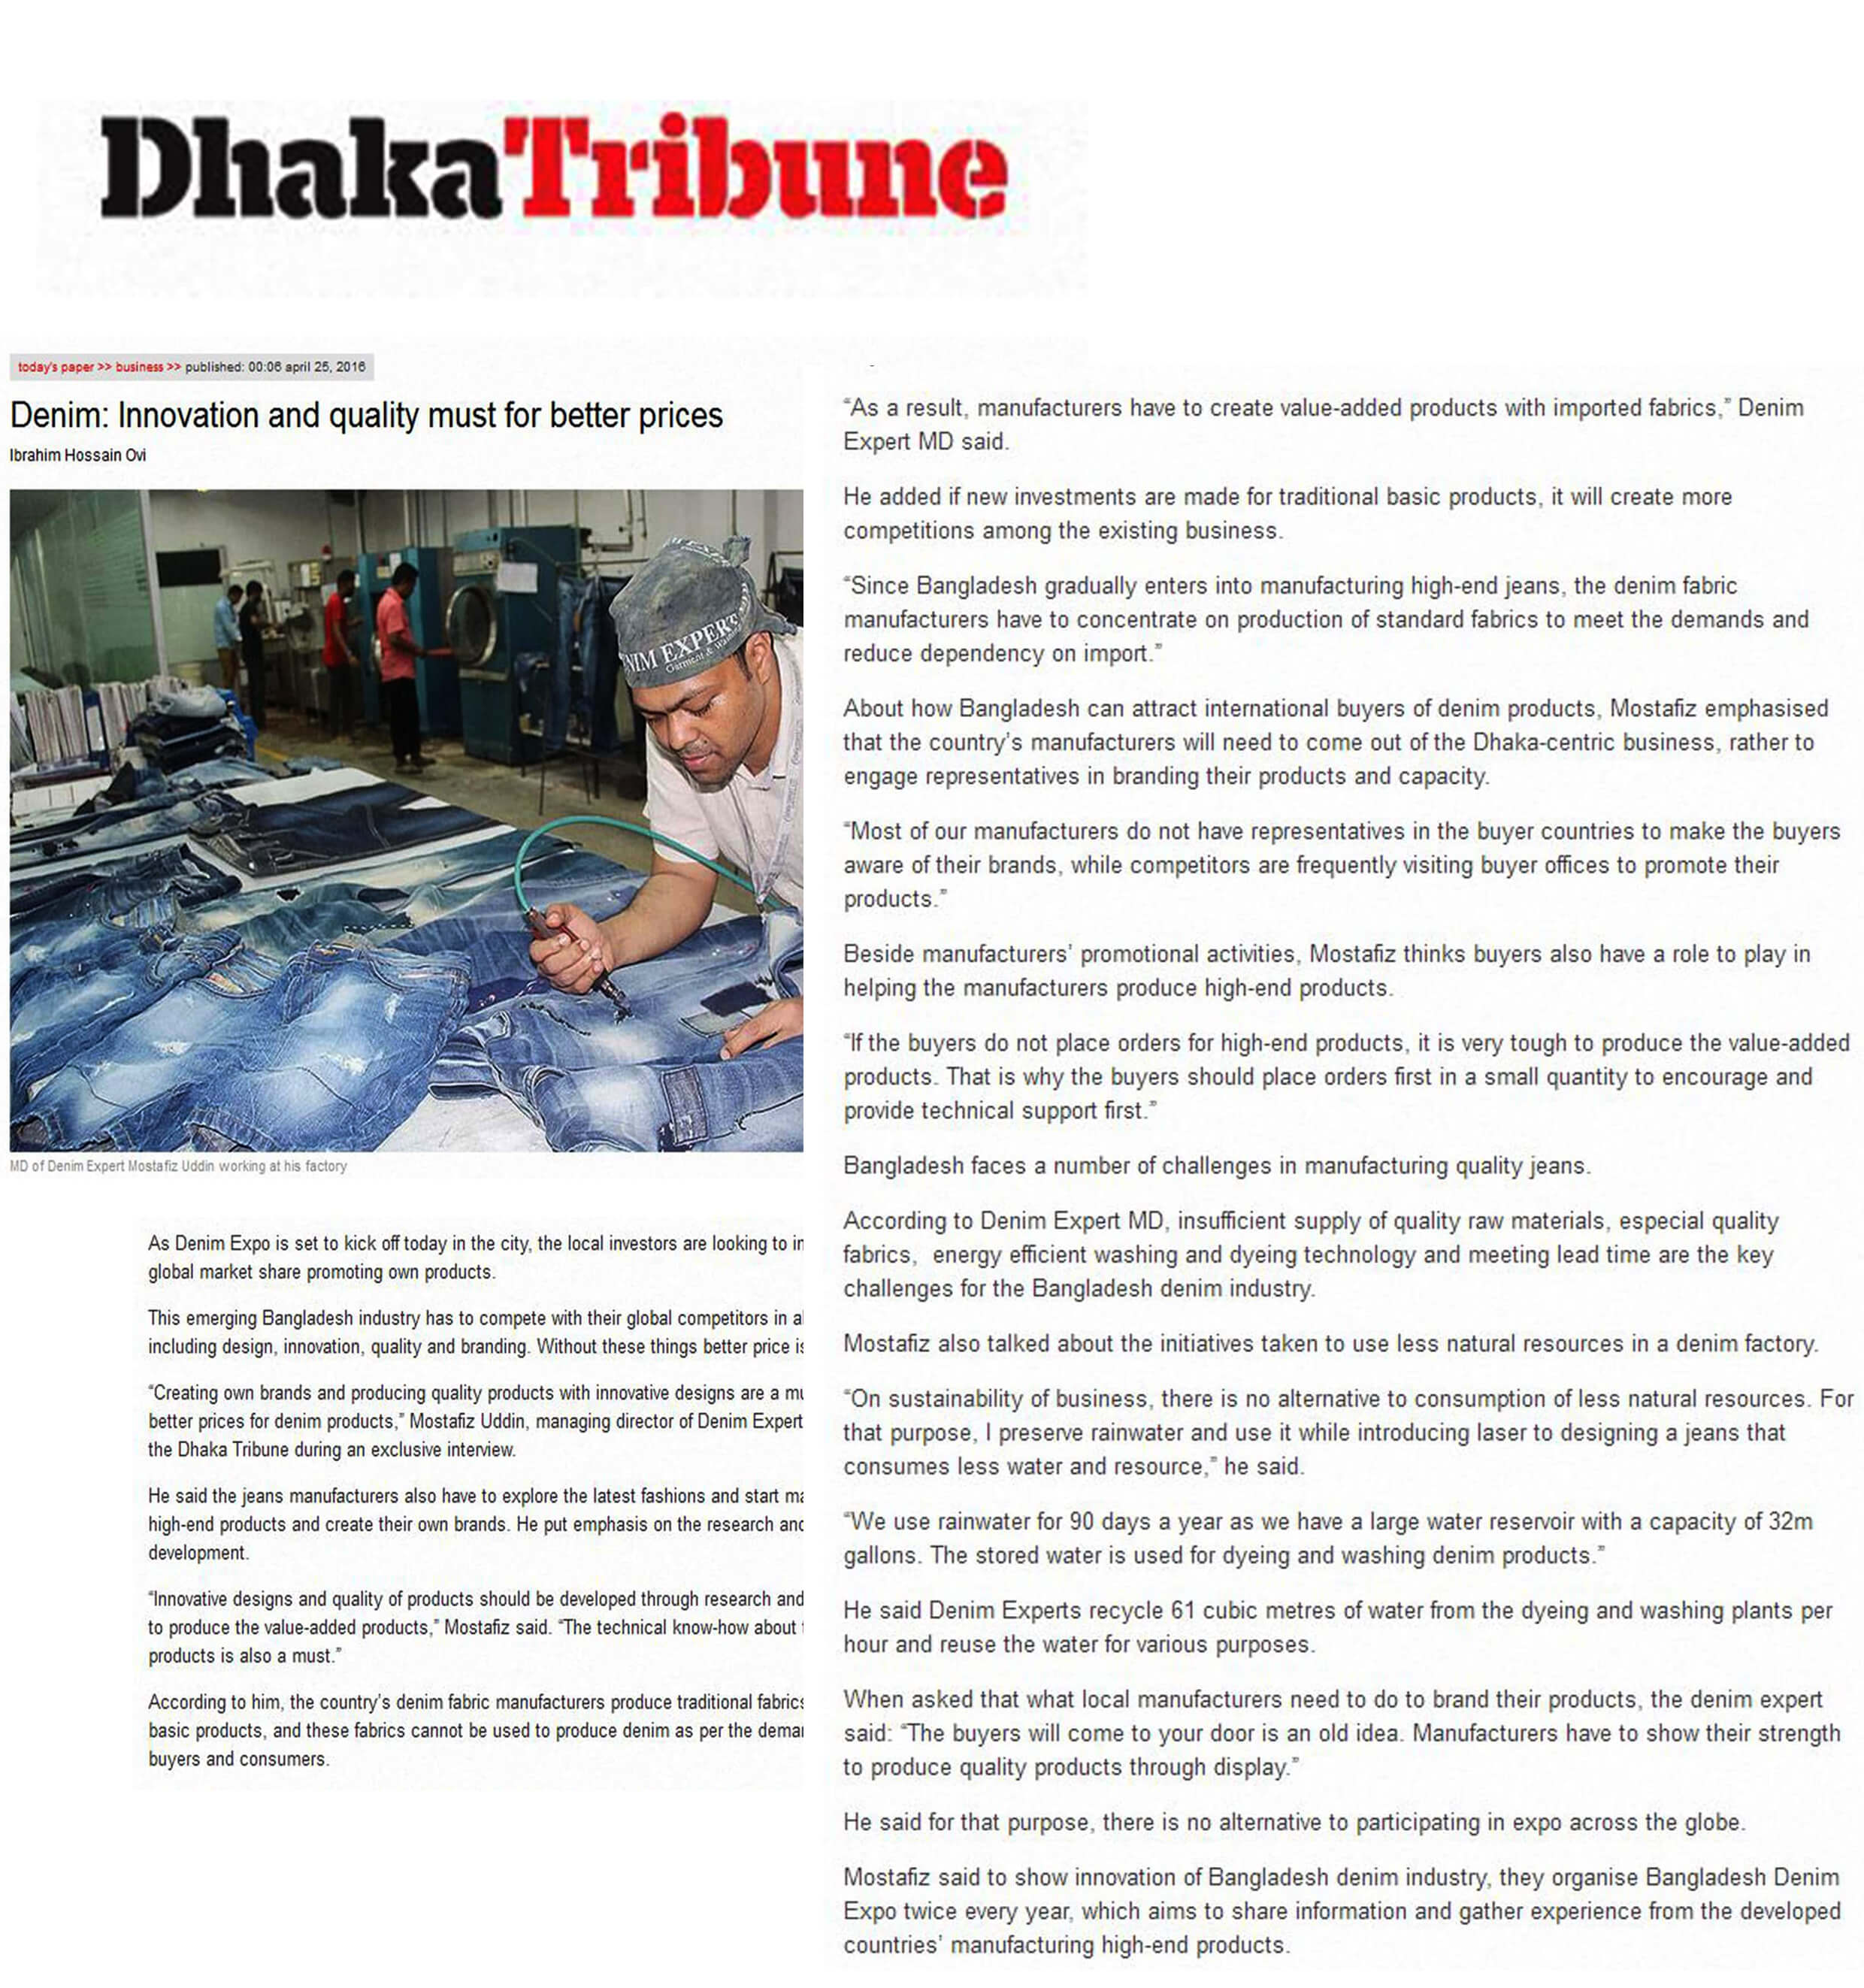 DhakaTribune
today's paper >> business >> published: 00:06 april 25, 2016
Denim: Innovation and quality must for better prices
Ibrahim Hossain Ovi
NIM EXPERT
Garment & Washing
MD of Denim Expert Mostafiz Uddin working at his factory
As Denim Expo is set to kick off today in the city, the local investors are looking to in
global market share promoting own products.
This emerging Bangladesh industry has to compete with their global competitors in al
including design, innovation, quality and branding. Without these things better price is
“Creating own brands and producing quality products with innovative designs are a mu
better prices for denim products,” Mostafiz Uddin, managing director of Denim Expert
the Dhaka Tribune during an exclusive interview.
He said the jeans manufacturers also have to explore the latest fashions and start ma
high-end products and create their own brands. He put emphasis on the research and
development.
“Innovative designs and quality of products should be developed through research and
to produce the value-added products,” Mostafiz said. “The technical know-how about
products is also a must.”
According to him, the country's denim fabric manufacturers produce traditional fabrics
basic products, and these fabrics cannot be used to produce denim as per the deman
buyers and consumers.
“As a result, manufacturers have to create value-added products with imported fabrics,” Denim
Expert MD said.
He added if new investments are made for traditional basic products, it will create more
competitions among the existing business.
“Since Bangladesh gradually enters into manufacturing high-end jeans, the denim fabric
manufacturers have to concentrate on production of standard fabrics to meet the demands and
reduce dependency on import.”
About how Bangladesh can attract international buyers of denim products, Mostafiz emphasised
that the country's manufacturers will need to come out of the Dhaka-centric business, rather to
engage representatives in branding their products and capacity.
“Most of our manufacturers do not have representatives in the buyer countries to make the buyers
aware of their brands, while competitors are frequently visiting buyer offices to promote their
products.”
Beside manufacturers' promotional activities, Mostafiz thinks buyers also have a role to play in
helping the manufacturers produce high-end products.
“If the buyers do not place orders for high-end products, it is very tough to produce the value-added
products. That is why the buyers should place orders first in a small quantity to encourage and
provide technical support first.”
Bangladesh faces a number of challenges in manufacturing quality jeans.
According to Denim Expert MD, insufficient supply of quality raw materials, especial quality
fabrics,  energy efficient washing and dyeing technology and meeting lead time are the key
challenges for the Bangladesh denim industry.
Mostafiz also talked about the initiatives taken to use less natural resources in a denim factory.
“On sustainability of business, there is no alternative to consumption of less natural resources. For
that purpose, I preserve rainwater and use it while introducing laser to designing a jeans that
consumes less water and resource,” he said.
“We use rainwater for 90 days a year as we have a large water reservoir with a capacity of 32m
gallons. The stored water is used for dyeing and washing denim products.”
He said Denim Experts recycle 61 cubic metres of water from the dyeing and washing plants per
hour and reuse the water for various purposes.
When asked that what local manufacturers need to do to brand their products, the denim expert
said: “The buyers will come to your door is an old idea. Manufacturers have to show their strength
to produce quality products through display.”
He said for that purpose, there is no alternative to participating in expo across the globe.
Mostafiz said to show innovation of Bangladesh denim industry, they organise Bangladesh Denim
Expo twice every year, which aims to share information and gather experience from the developed
countries' manufacturing high-end products.